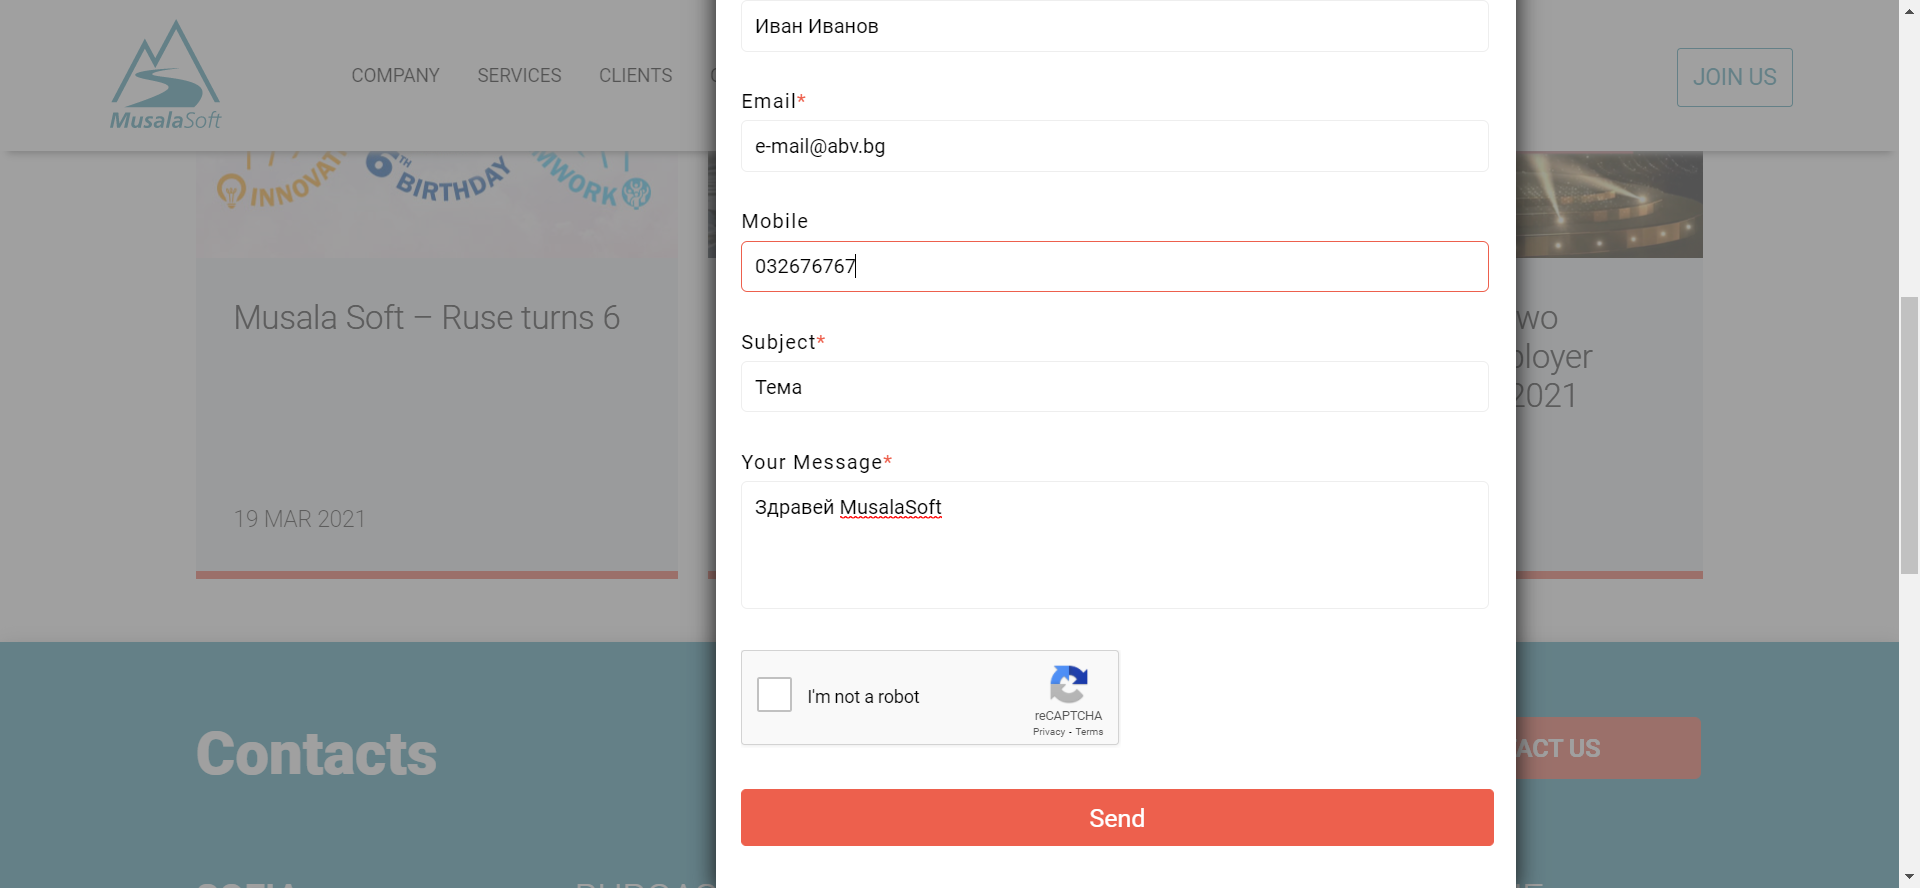 MusalaSoft
COMPANY
SERVICES
CLIENTS
JOIN US
INNOVAT
6TH BIRTHDAY
MWORK
Musala Soft – Ruse turns 6
19 MAR 2021
Иван Иванов
Email*
e-mail@abv.bg
Mobile
032676767
Subject*
Тема
Your Message*
Здравей MusalaSoft
I'm not a robot
reCAPTCHA
Privacy - Terms
Send
wo
ployer
2021
Contacts
ACT US